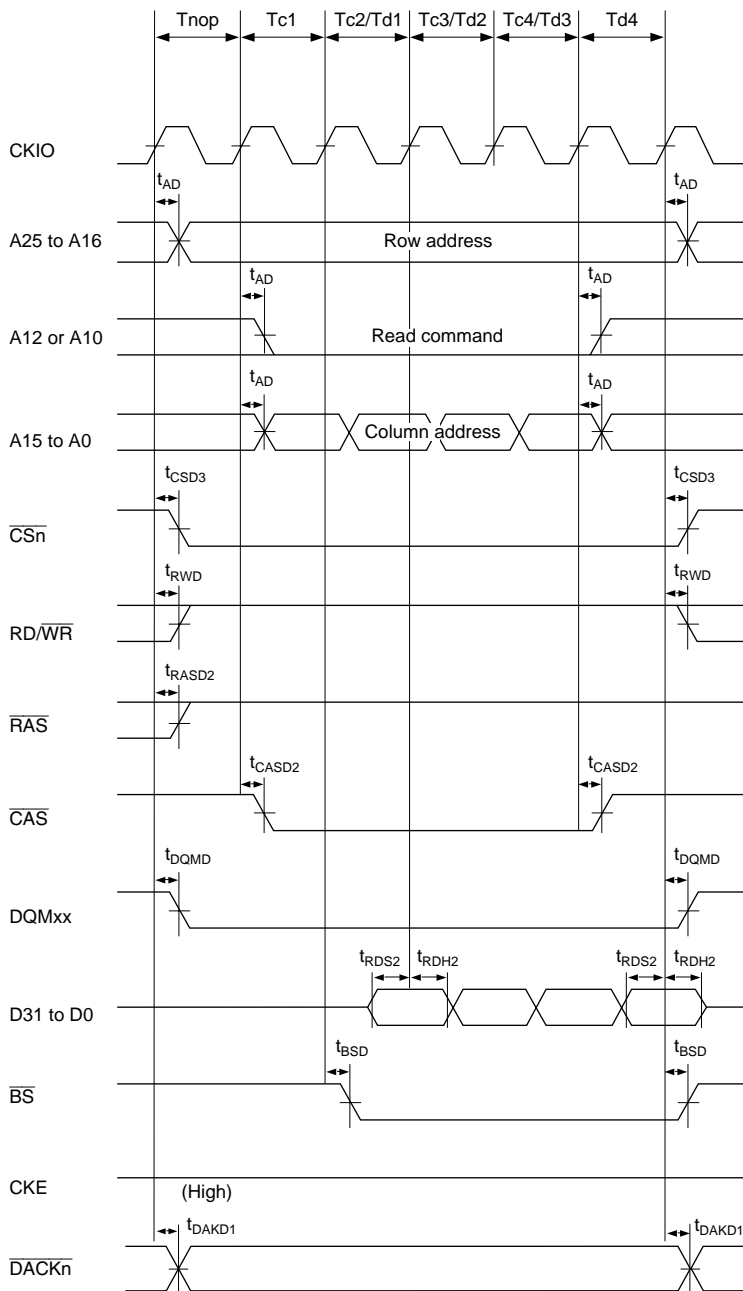 Tnop Tc1 Tc2/Td1 Tc3/Td2 Tc4/Td3 Td4
CKIO
tAD tAD
A25 to A16 Row address
tAD tAD
A12 or A10 Read command
tAD tAD
A15 to A0 Column address
tCSD3 tCSD3
CSn
tRWD tRWD
RD/WR
tRASD2
RAS
tCASD2 tCASD2
CAS
tDQMD tDQMD
DQMxx
tRDS2 tRDH2 tRDS2 tRDH2
D31 to D0
tBSD tBSD
BS
CKE (High)
tDAKD1 tDAKD1
DACKn